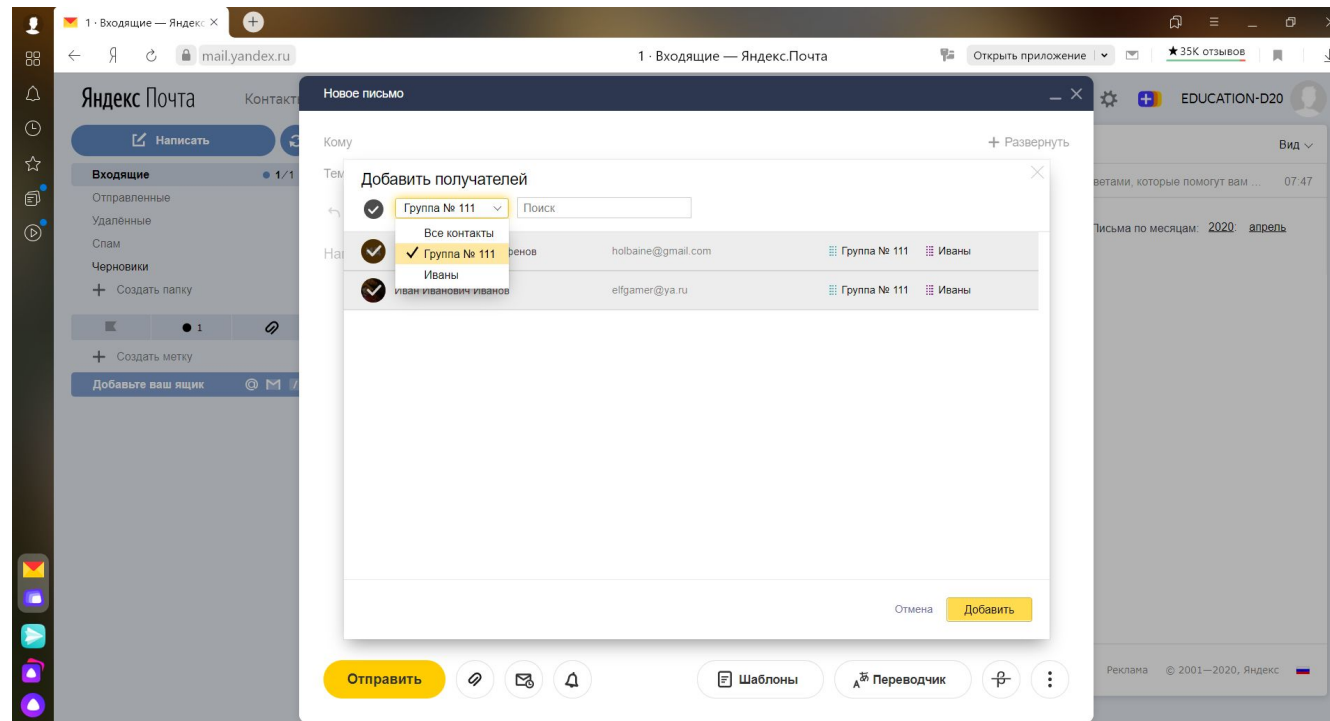 1 · Входящие — Яндекс
mail.yandex.ru
1 · Входящие — Яндекс.Почта
Открыть приложение
★35K отзывов
Яндекс Почта
EDUCATION-D20
Написать
Входящие 1/1
Отправленные
Удалённые
Спам
Черновики
+ Создать папку
1
+ Создать метку
Добавьте ваш ящик
Новое письмо
Кому + Развернуть
Добавить получателей
Группа № 111 Поиск
Все контакты
Группа № 111
Иваны
holbaine@gmail.com Группа № 111 Иваны
Иван Иванович Иванов elfgamer@ya.ru Группа № 111 Иваны
Отмена Добавить
Отправить Шаблоны Переводчик
Вид
которые помогут вам ... 07:47
Письма по месяцам: 2020: апрель
Реклама © 2001—2020, Яндекс